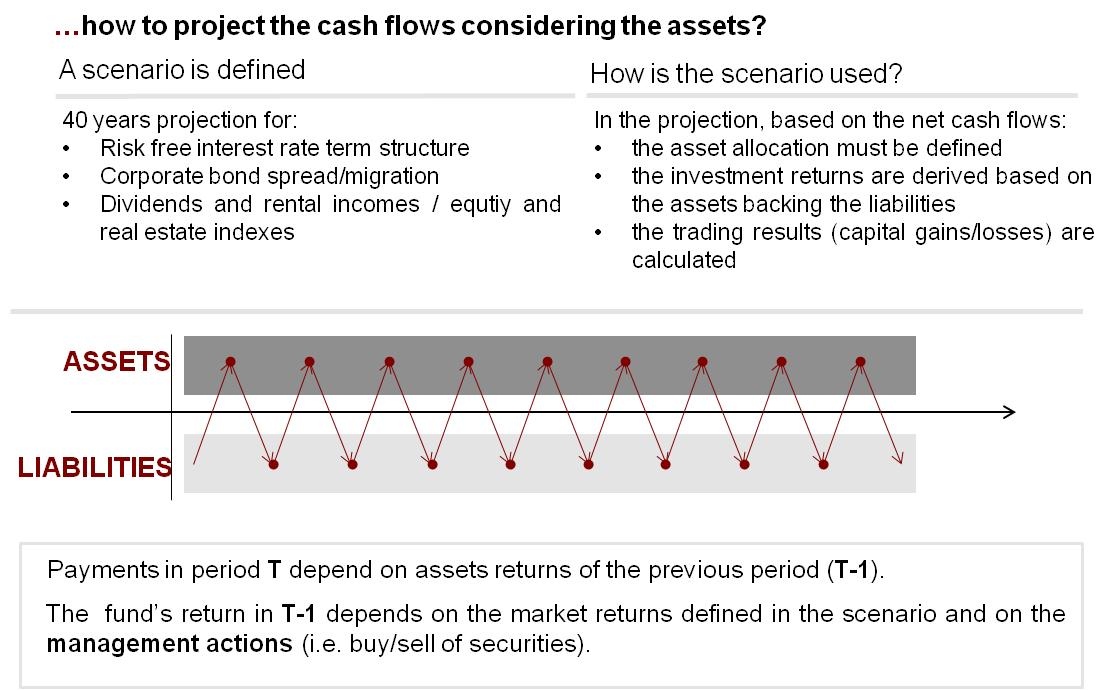 ...how to project the cash flows considering the assets?
A scenario is defined
40 years projection for:
• Risk free interest rate term structure
• Corporate bond spread/migration
• Dividends and rental incomes / equtiy and
real estate indexes
How is the scenario used?
In the projection, based on the net cash flows:
• the asset allocation must be defined
• the investment returns are derived based on
the assets backing the liabilities
• the trading results (capital gains/losses) are
calculated
ASSETS
LIABILITIES
Payments in period T depend on assets returns of the previous period (T-1).
The fund's return in T-1 depends on the market returns defined in the scenario and on the
management actions (i.e. buy/sell of securities).